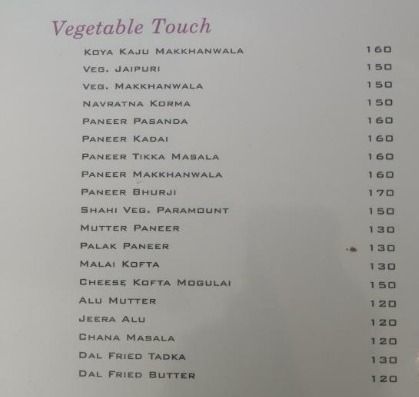 Vegetable Touch
Koya Kaju Makkhanwala 160
Veg. Jaipuri 150
Veg. Makkhanwala 150
Navratna Korma 150
Paneer Pasanda 160
Paneer Kadai 160
Paneer Tikka Masala 160
Paneer Makkhanwala 160
Paneer Bhurji 170
Shahi Veg. Paramount 150
Mutter Paneer 130
Palak Paneer 130
Malai Kofta 130
Cheese Kofta Mogulai 150
Alu Mutter 120
Jeera Alu 120
Chana Masala 120
Dal Fried Tadka 130
Dal Fried Butter 120